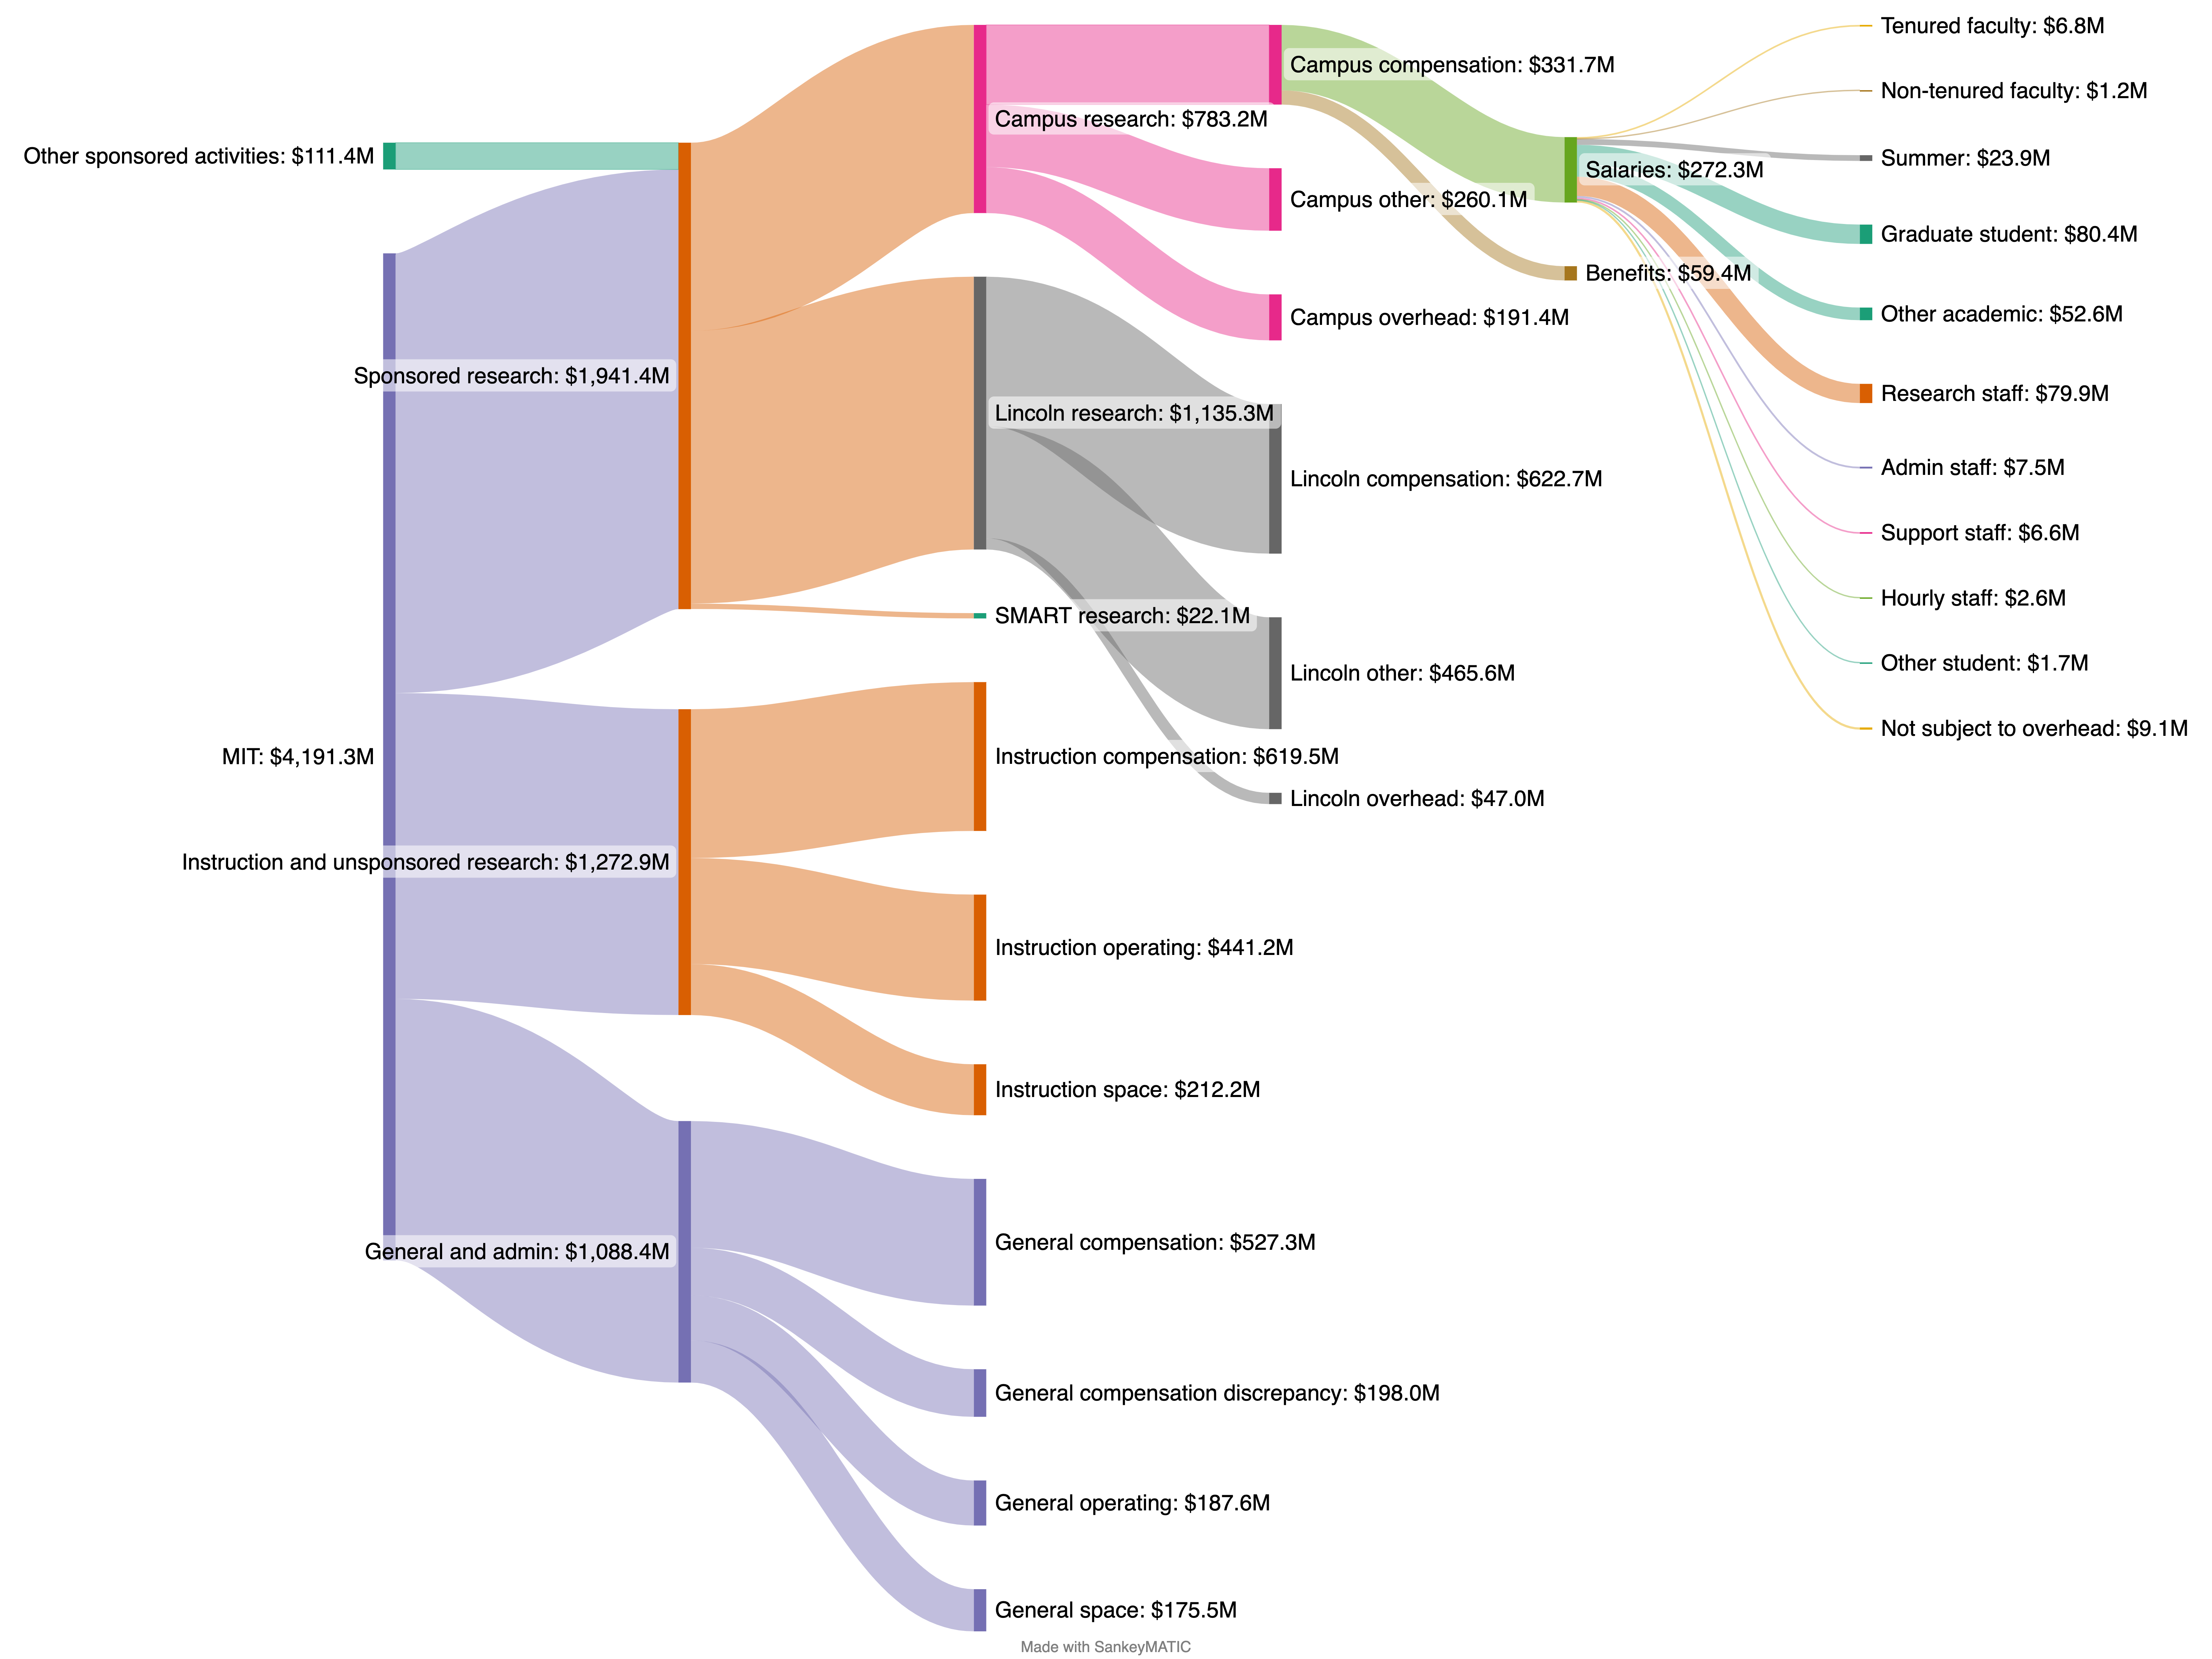 Other sponsored activities: $111.4M
MIT: $4,191.3M
Sponsored research: $1,941.4M
Instruction and unsponsored research: $1,272.9M
General and admin: $1,088.4M
Campus research: $783.2M
Lincoln research: $1,135.3M
SMART research: $22.1M
Instruction compensation: $619.5M
Instruction operating: $441.2M
Instruction space: $212.2M
General compensation: $527.3M
General compensation discrepancy: $198.0M
General operating: $187.6M
General space: $175.5M
Campus compensation: $331.7M
Campus other: $260.1M
Campus overhead: $191.4M
Lincoln compensation: $622.7M
Lincoln other: $465.6M
Lincoln overhead: $47.0M
Salaries: $272.3M
Benefits: $59.4M
Tenured faculty: $6.8M
Non-tenured faculty: $1.2M
Summer: $23.9M
Graduate student: $80.4M
Other academic: $52.6M
Research staff: $79.9M
Admin staff: $7.5M
Support staff: $6.6M
Hourly staff: $2.6M
Other student: $1.7M
Not subject to overhead: $9.1M
Made with SankeyMATIC